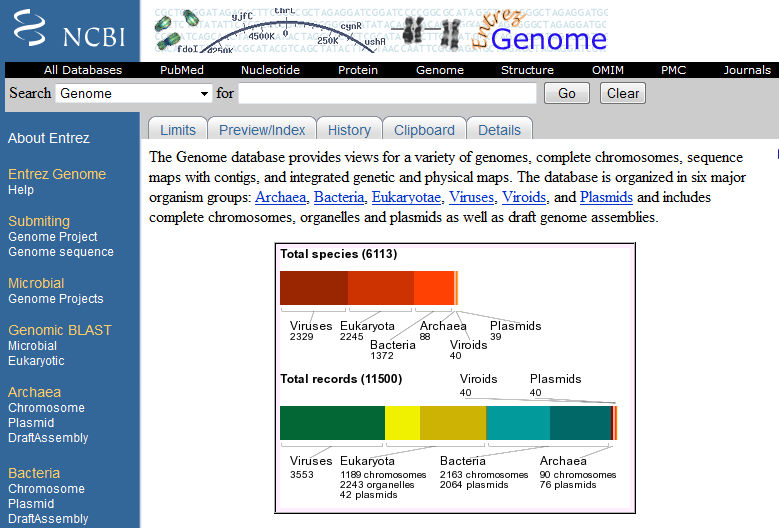 NCBI
yjfC
thrL
cynR
4500K
0
250K
ushA
fdoI
4250K
Entrez
Genome
All Databases PubMed Nucleotide Protein Genome Structure OMIM PMC Journals
Search Genome for Go Clear
Limits Preview/Index History Clipboard Details
About Entrez
Entrez Genome
Help
Submiting
Genome Project
Genome sequence
Microbial
Genome Projects
Genomic BLAST
Microbial
Eukaryotic
Archaea
Chromosome
Plasmid
DraftAssembly
Bacteria
Chromosome
Plasmid
DraftAssembly
The Genome database provides views for a variety of genomes, complete chromosomes, sequence
maps with contigs, and integrated genetic and physical maps. The database is organized in six major
organism groups: Archaea, Bacteria, Eukaryotae, Viruses, Viroids, and Plasmids and includes
complete chromosomes, organelles and plasmids as well as draft genome assemblies.
Total species (6113)
Viruses Eukaryota Archaea Plasmids
2329 2245 88 39
Bacteria Viroids
1372 40
Total records (11500) Viroids Plasmids
40 40
Viruses Eukaryota Bacteria Archaea
3553 1189 chromosomes 2163 chromosomes 90 chromosomes
2243 organelles 2064 plasmids 76 plasmids
42 plasmids